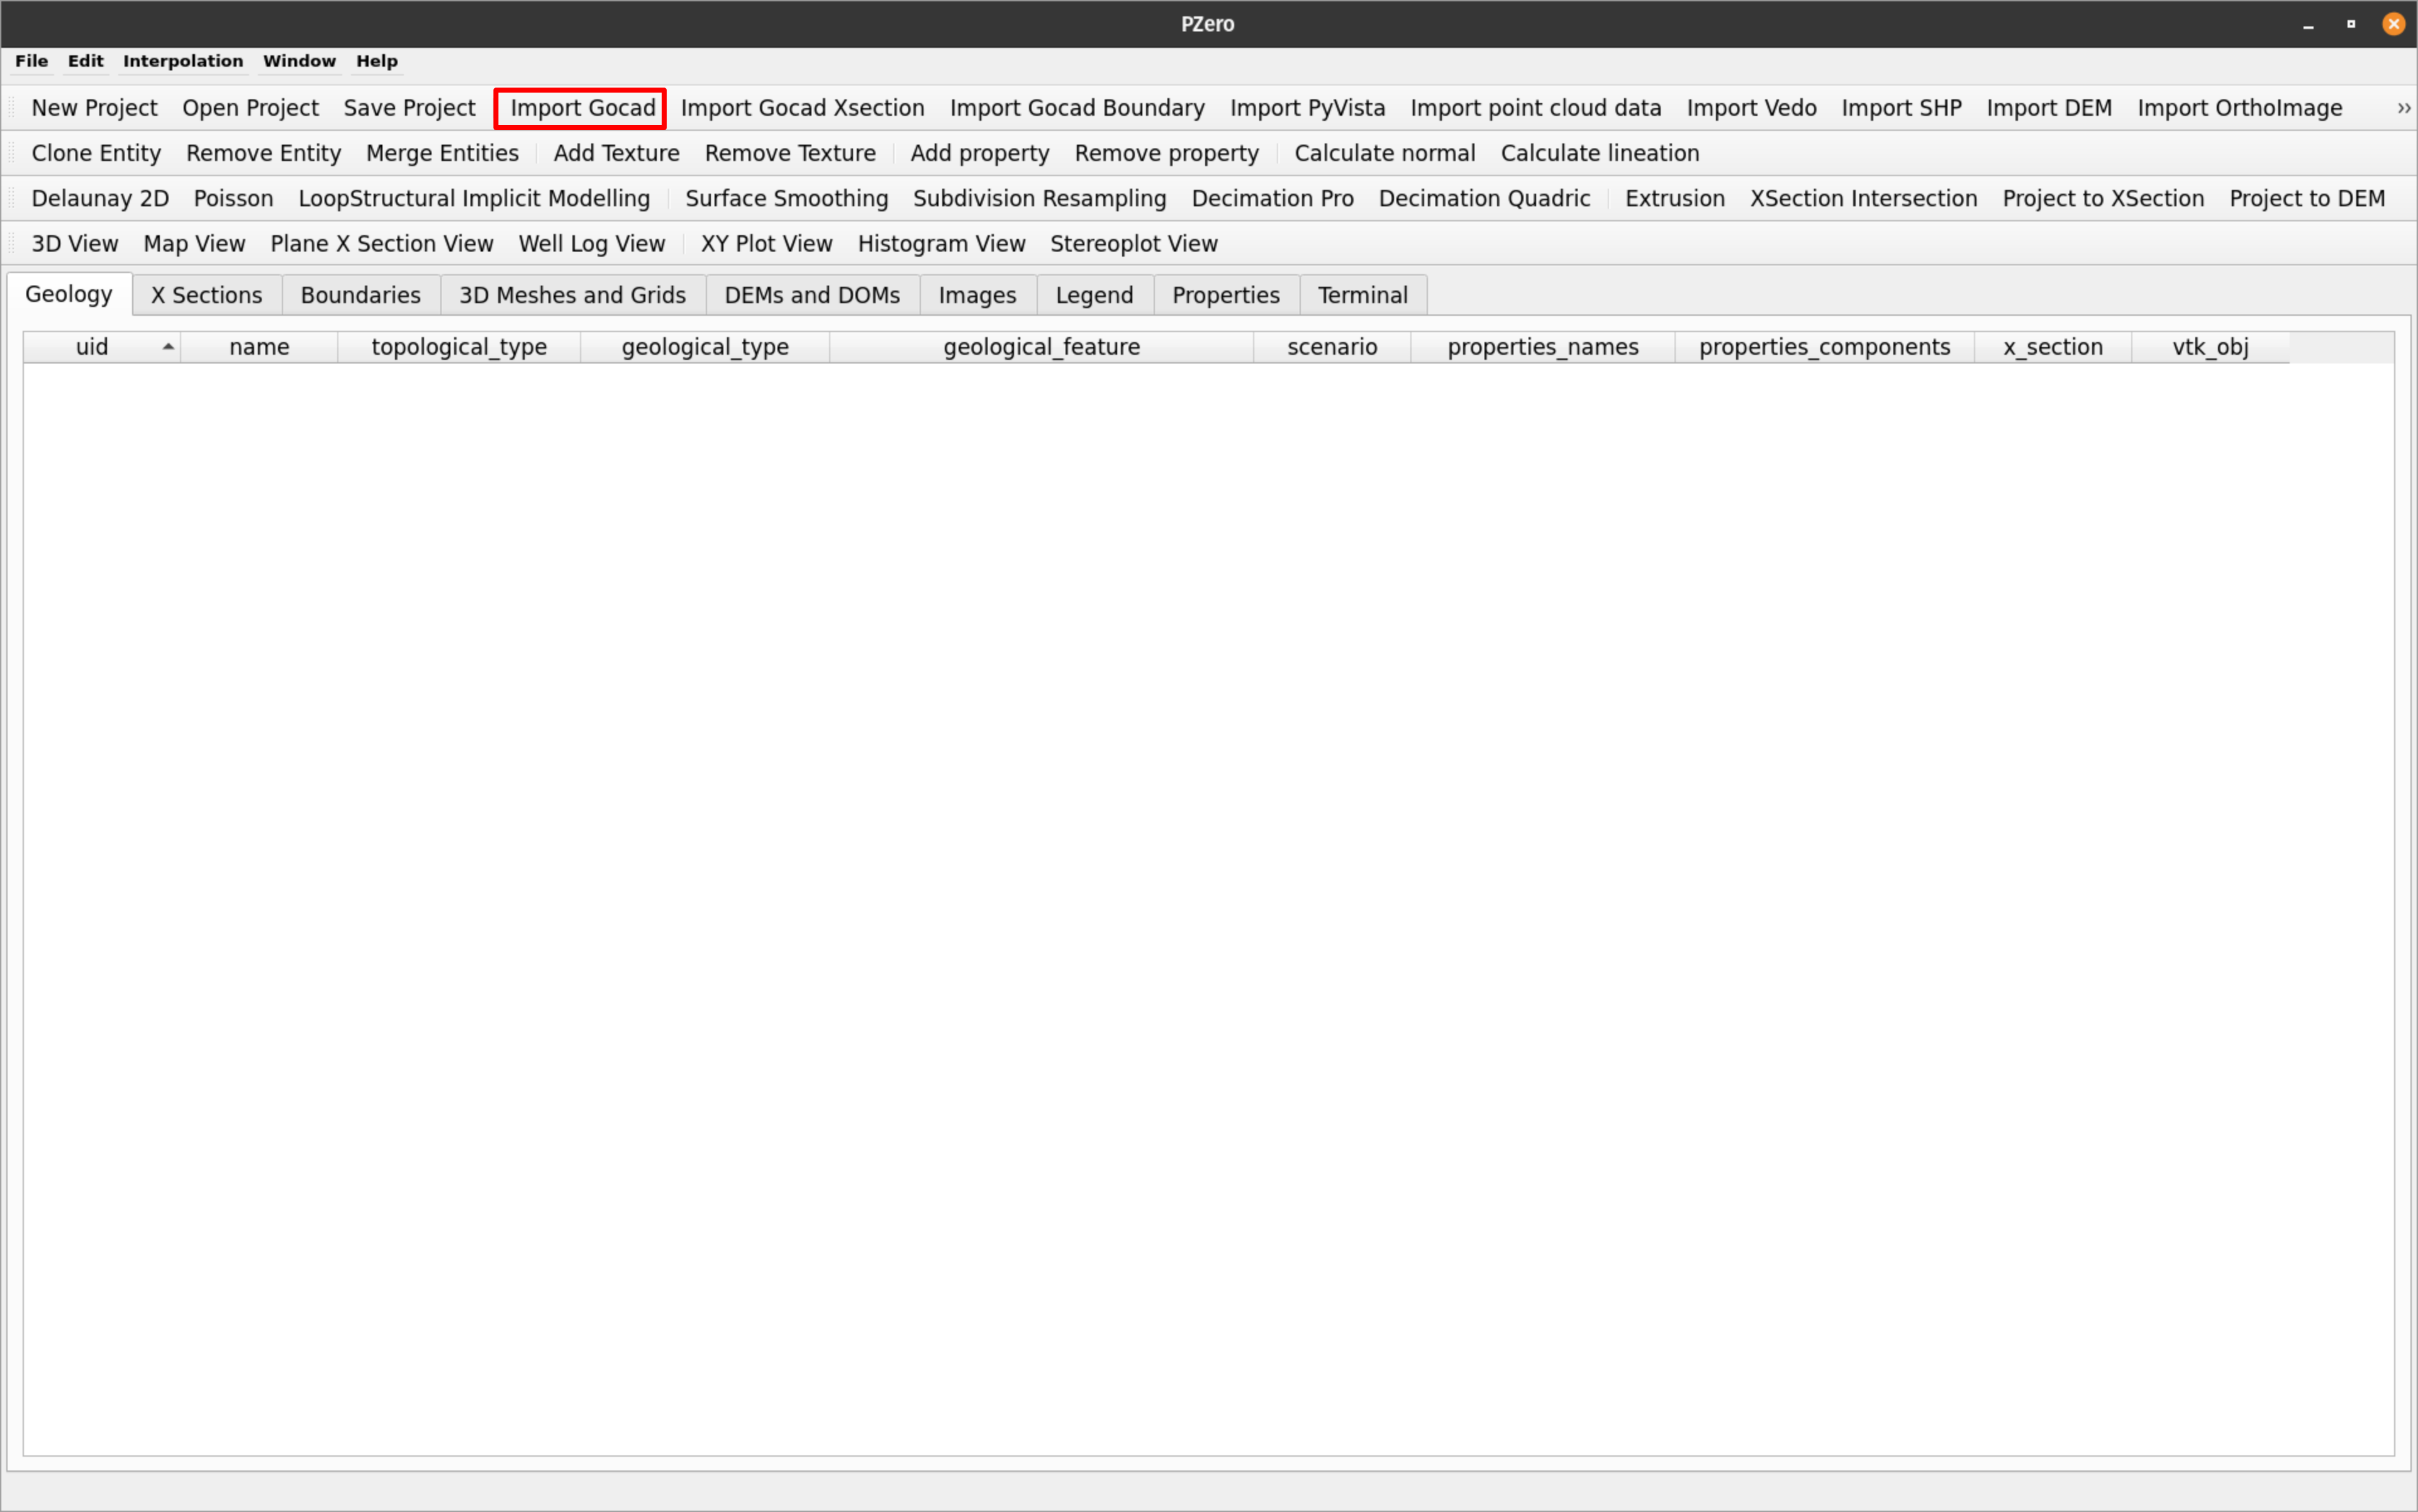 PZero
File Edit Interpolation Window Help
New Project Open Project Save Project Import Gocad Import Gocad Xsection Import Gocad Boundary Import PyVista Import point cloud data Import Vedo Import SHP Import DEM Import OrthoImage »
Clone Entity Remove Entity Merge Entities Add Texture Remove Texture Add property Remove property Calculate normal Calculate lineation
Delaunay 2D Poisson LoopStructural Implicit Modelling Surface Smoothing Subdivision Resampling Decimation Pro Decimation Quadric Extrusion XSection Intersection Project to XSection Project to DEM
3D View Map View Plane X Section View Well Log View XY Plot View Histogram View Stereoplot View
Geology X Sections Boundaries 3D Meshes and Grids DEMs and DOMs Images Legend Properties Terminal
uid name topological_type geological_type geological_feature scenario properties_names properties_components x_section vtk_obj